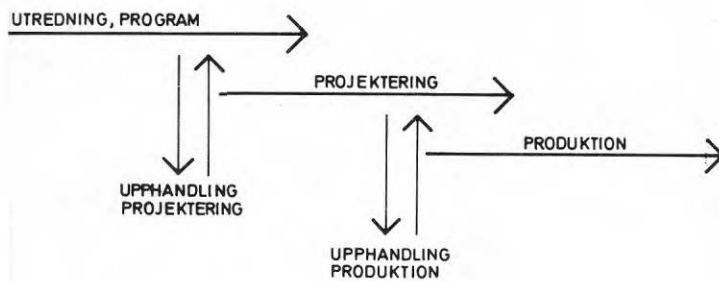 UTREDNING, PROGRAM
PROJEKTERING
PRODUKTION
UPPHANDLING
PROJEKTERING
UPPHANDLING
PRODUKTION